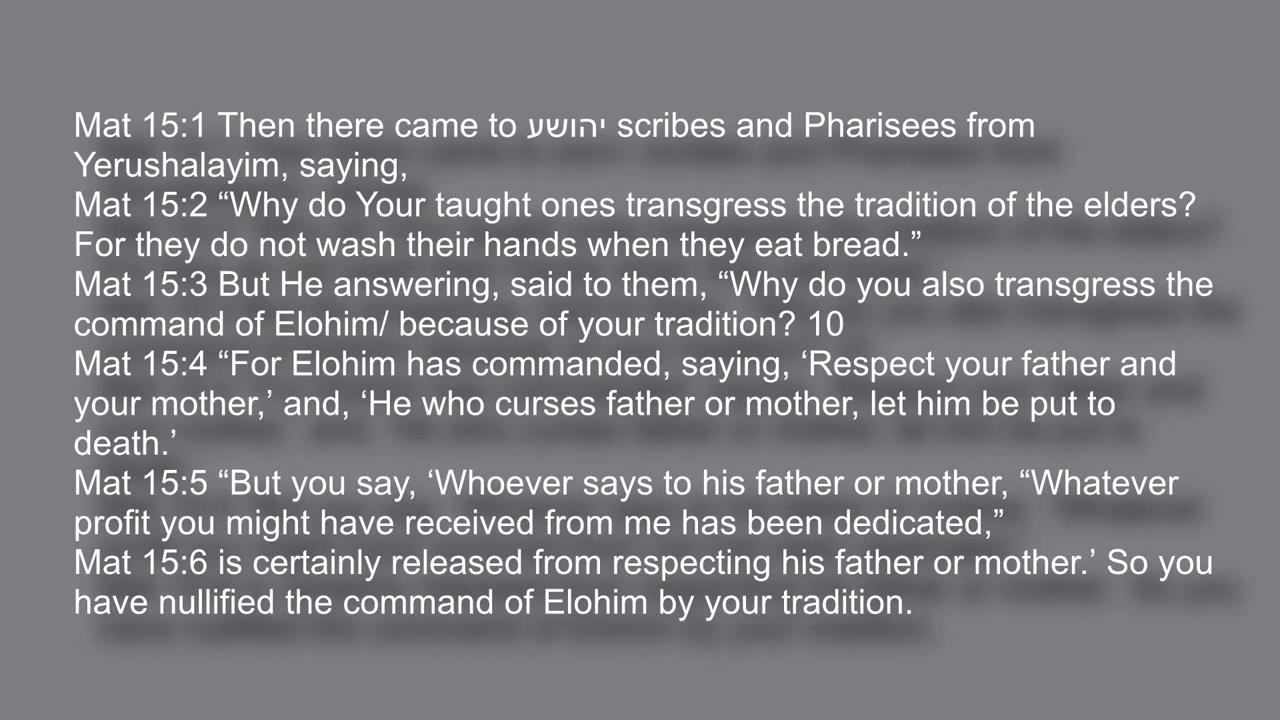 Mat 15:1 Then there came to יהושע scribes and Pharisees from
Yerushalayim, saying,
Mat 15:2 “Why do Your taught ones transgress the tradition of the elders?
For they do not wash their hands when they eat bread.”
Mat 15:3 But He answering, said to them, “Why do you also transgress the
command of Elohim/ because of your tradition? 10
Mat 15:4 “For Elohim has commanded, saying, ‘Respect your father and
your mother,’ and, ‘He who curses father or mother, let him be put to
death.’
Mat 15:5 “But you say, ‘Whoever says to his father or mother, “Whatever
profit you might have received from me has been dedicated,”
Mat 15:6 is certainly released from respecting his father or mother.’ So you
have nullified the command of Elohim by your tradition.